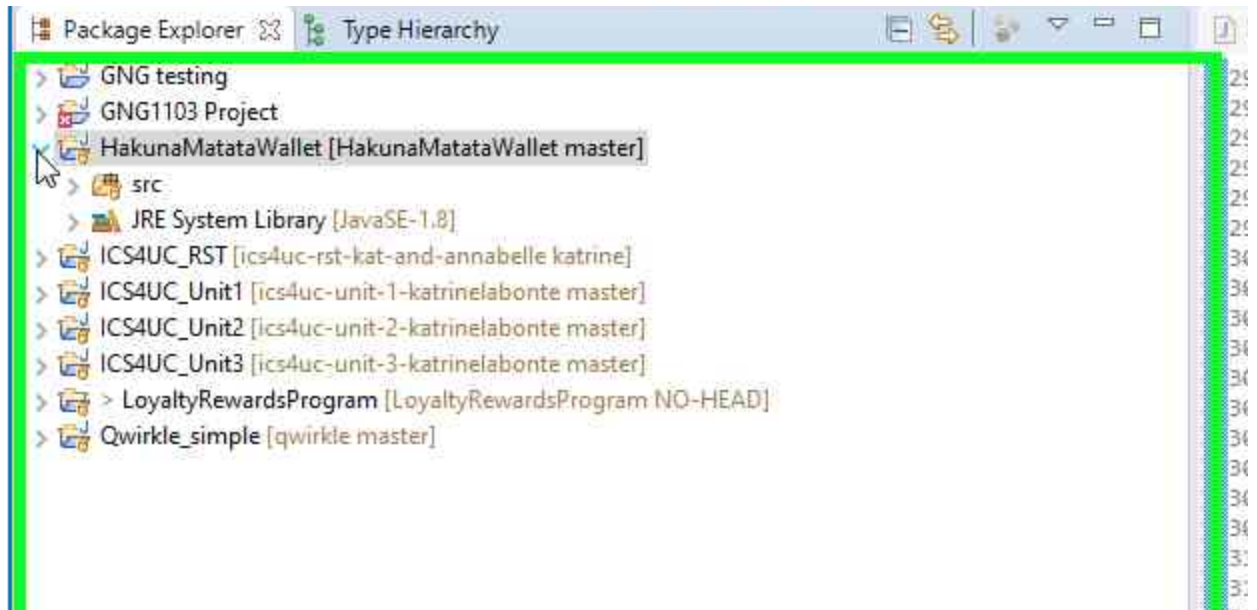 Package Explorer Type Hierarchy
GNG testing
GNG1103 Project
HakunaMatataWallet [HakunaMatataWallet master]
src
JRE System Library [JavaSE-1.8]
ICS4UC_RST [ics4uc-rst-kat-and-annabelle katrine]
ICS4UC_Unit1 [ics4uc-unit-1-katrinelabonte master]
ICS4UC_Unit2 [ics4uc-unit-2-katrinelabonte master]
ICS4UC_Unit3 [ics4uc-unit-3-katrinelabonte master]
> LoyaltyRewardsProgram [LoyaltyRewardsProgram NO-HEAD]
Qwirkle_simple [qwirkle master]